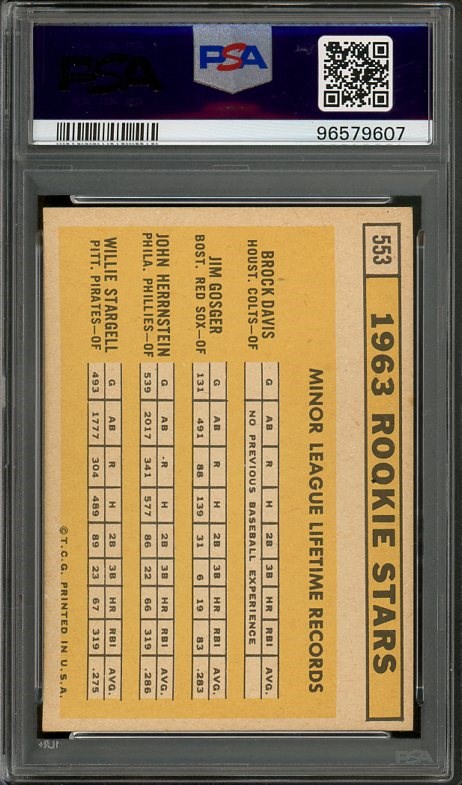 PSA
PSA
96579607
553
1963 ROOKIE STARS
MINOR LEAGUE LIFETIME RECORDS
BROCK DAVIS
HOUST. COLTS—OF
G AB R H 2B 3B HR RBI AVG.
NO PREVIOUS BASEBALL EXPERIENCE
JIM GOSGER
BOST. RED SOX—OF
G AB R H 2B 3B HR RBI AVG.
131 491 88 139 31 6 19 83 .283
JOHN HERRNSTEIN
PHILA. PHILLIES—OF
G AB R H 2B 3B HR RBI AVG.
539 2017 341 577 86 22 66 319 .286
WILLIE STARGELL
PITT. PIRATES—OF
G AB R H 2B 3B HR RBI AVG.
493 1777 304 489 89 23 67 319 .275
©T.C.G. PRINTED IN U.S.A.
PSA